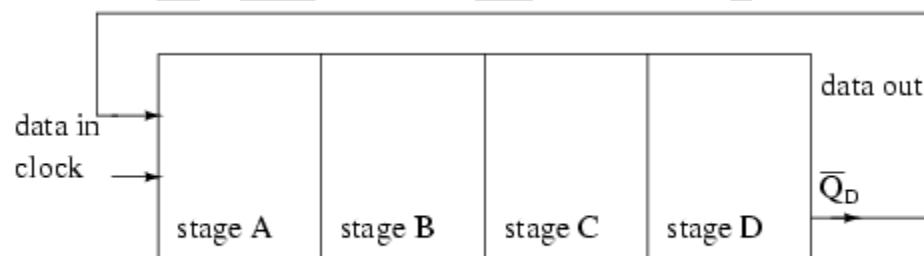 data out
data in
clock
Q̅D
stage A
stage B
stage C
stage D